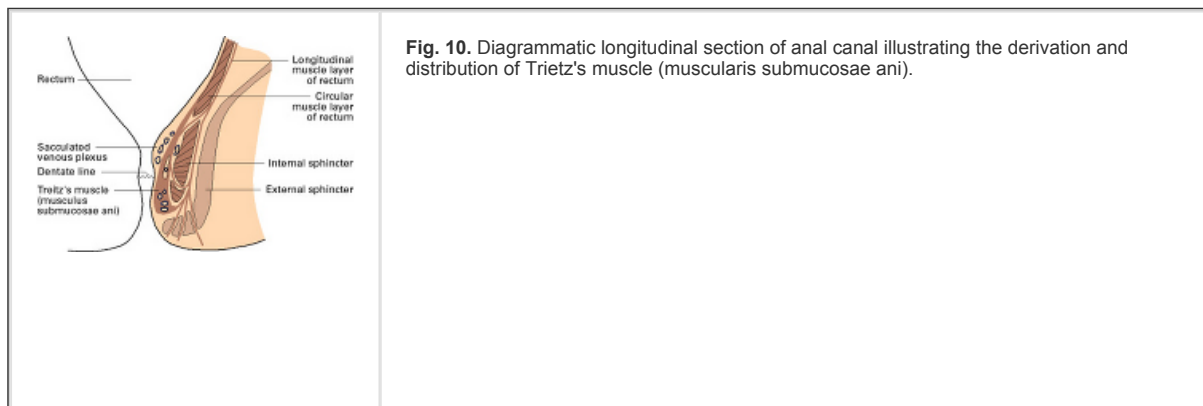 Fig. 10. Diagrammatic longitudinal section of anal canal illustrating the derivation and
distribution of Trietz's muscle (muscularis submucosae ani).
Rectum
Sacculated
venous plexus
Dentate line
Treitz's muscle
(musculus
submucosae ani)
Longitudinal
muscle layer
of rectum
Circular
muscle layer
of rectum
Internal sphincter
External sphincter